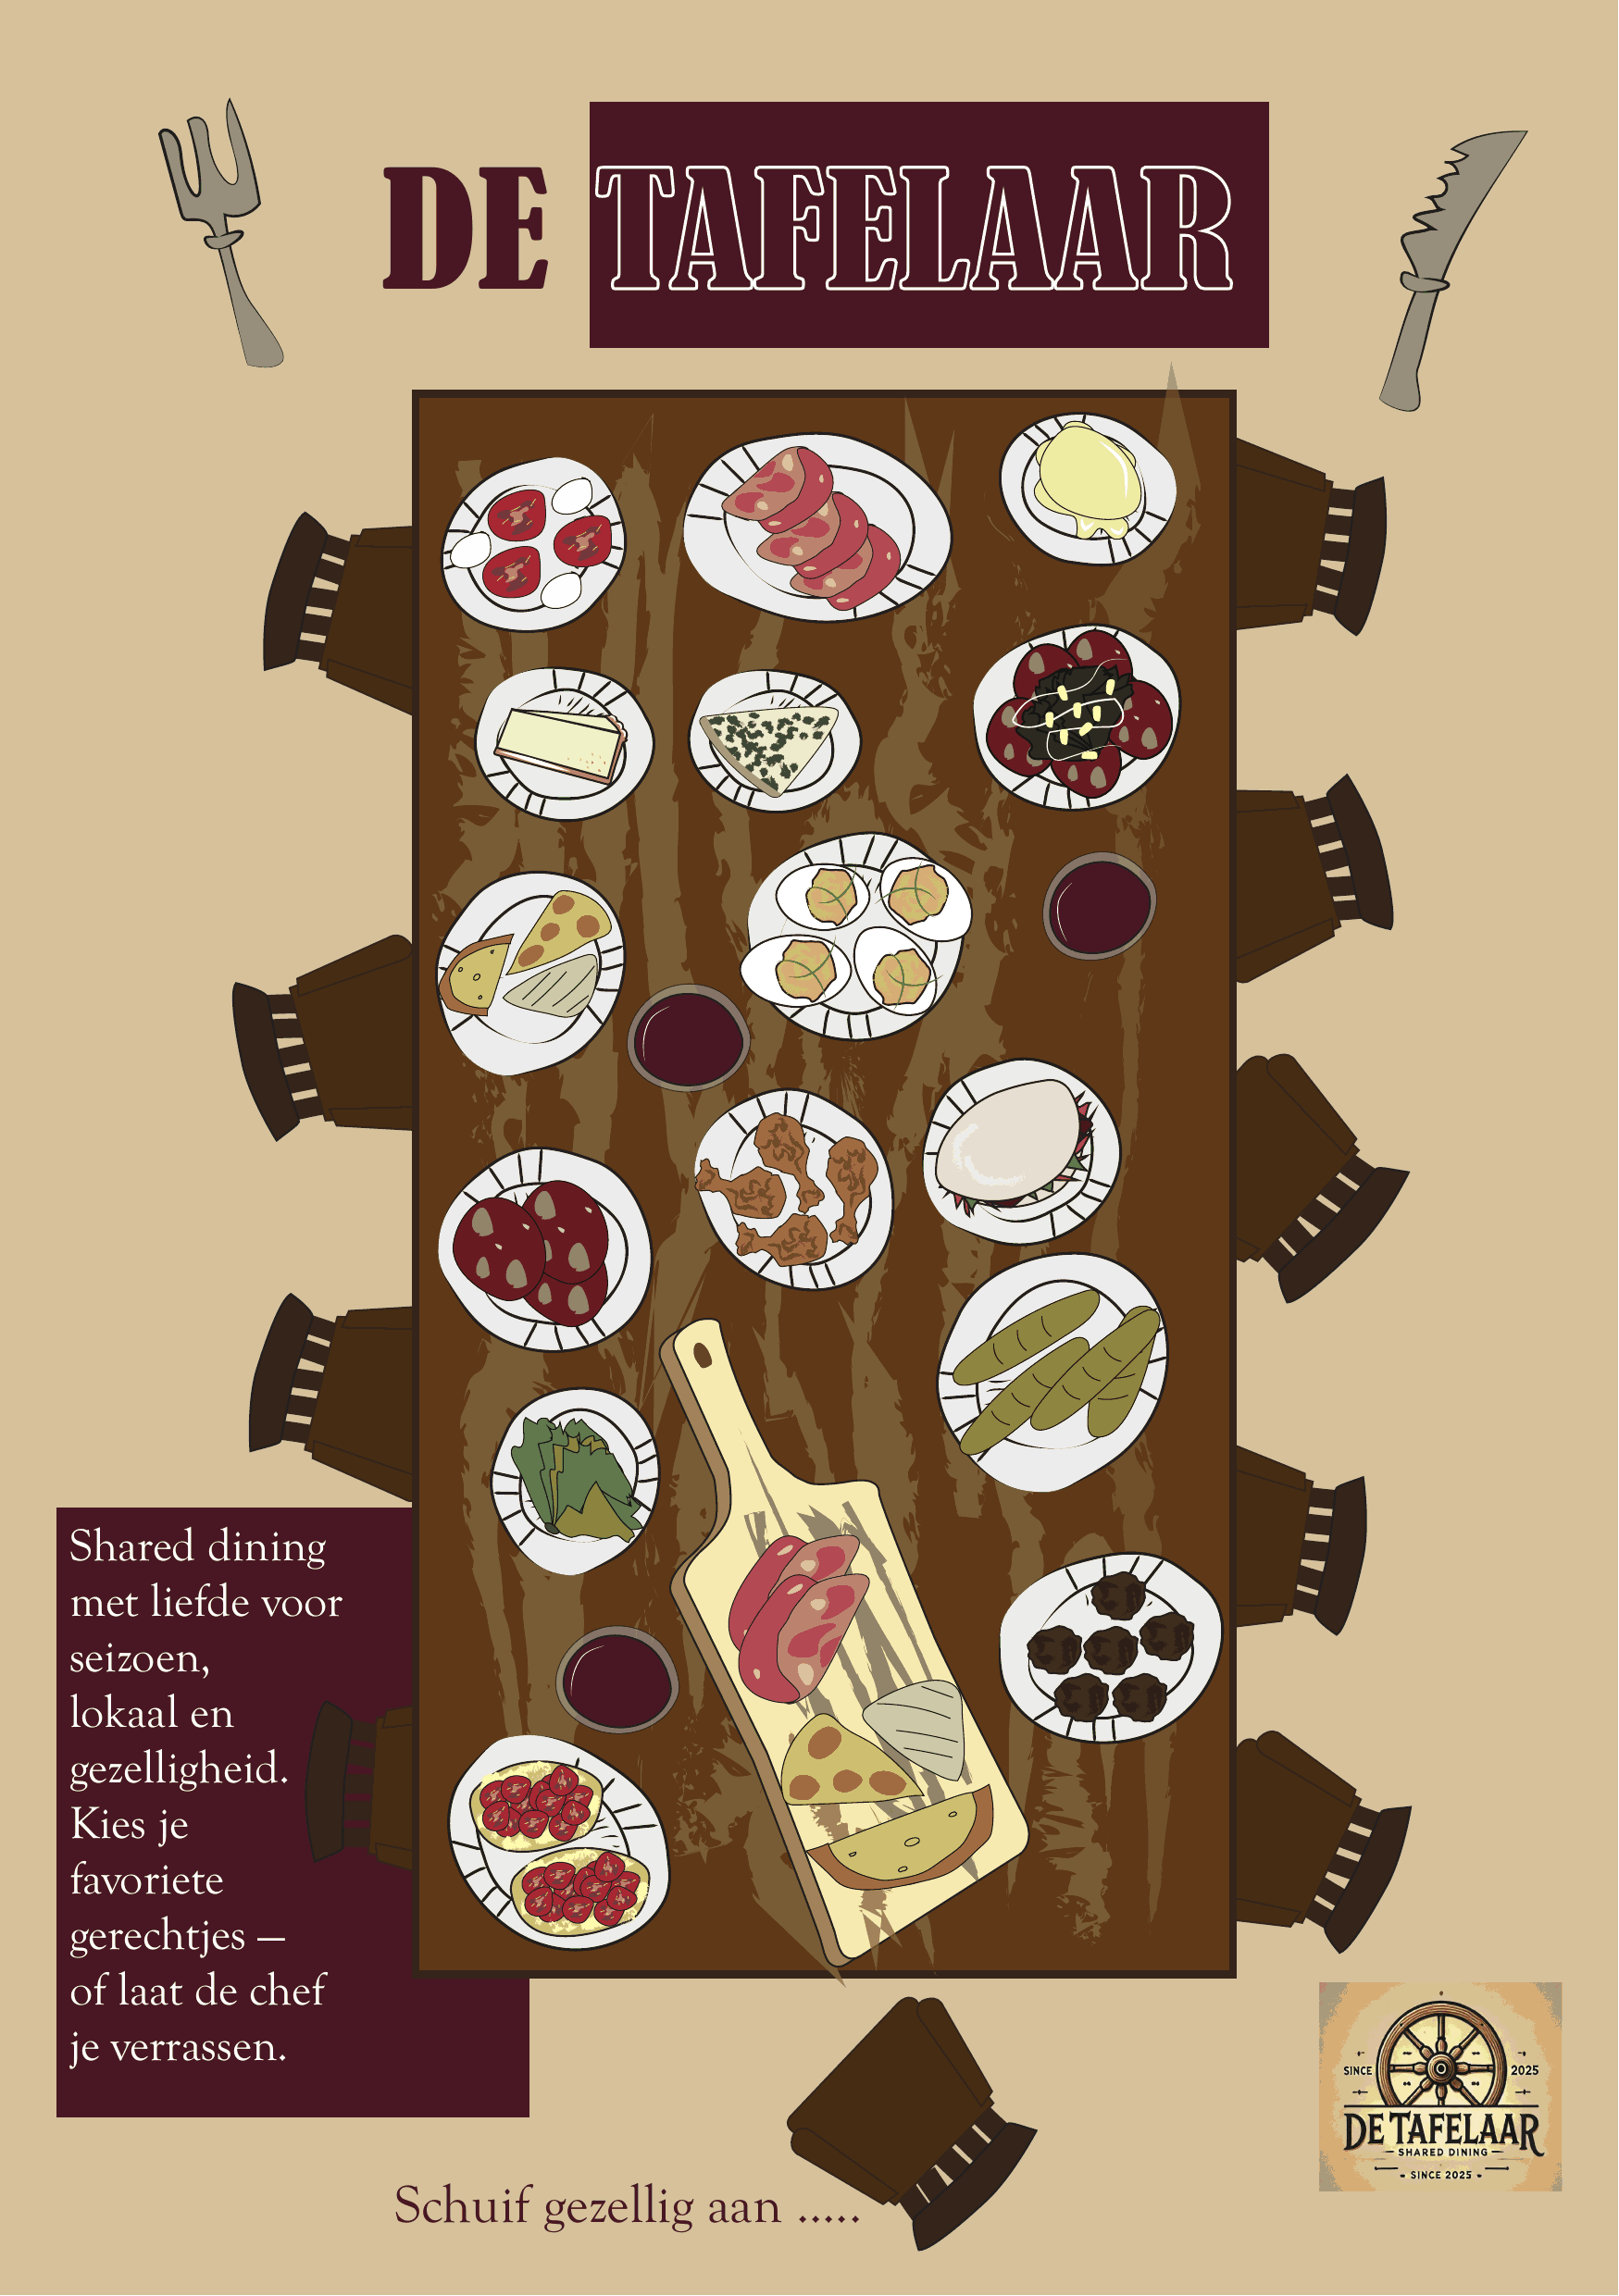 DE TAFELAAR
Shared dining
met liefde voor
seizoen,
lokaal en
gezelligheid.
Kies je
favoriete
gerechtjes –
of laat de chef
je verrassen.
Schuif gezellig aan .....
SINCE 2025
DE TAFELAAR
SHARED DINING
SINCE 2025